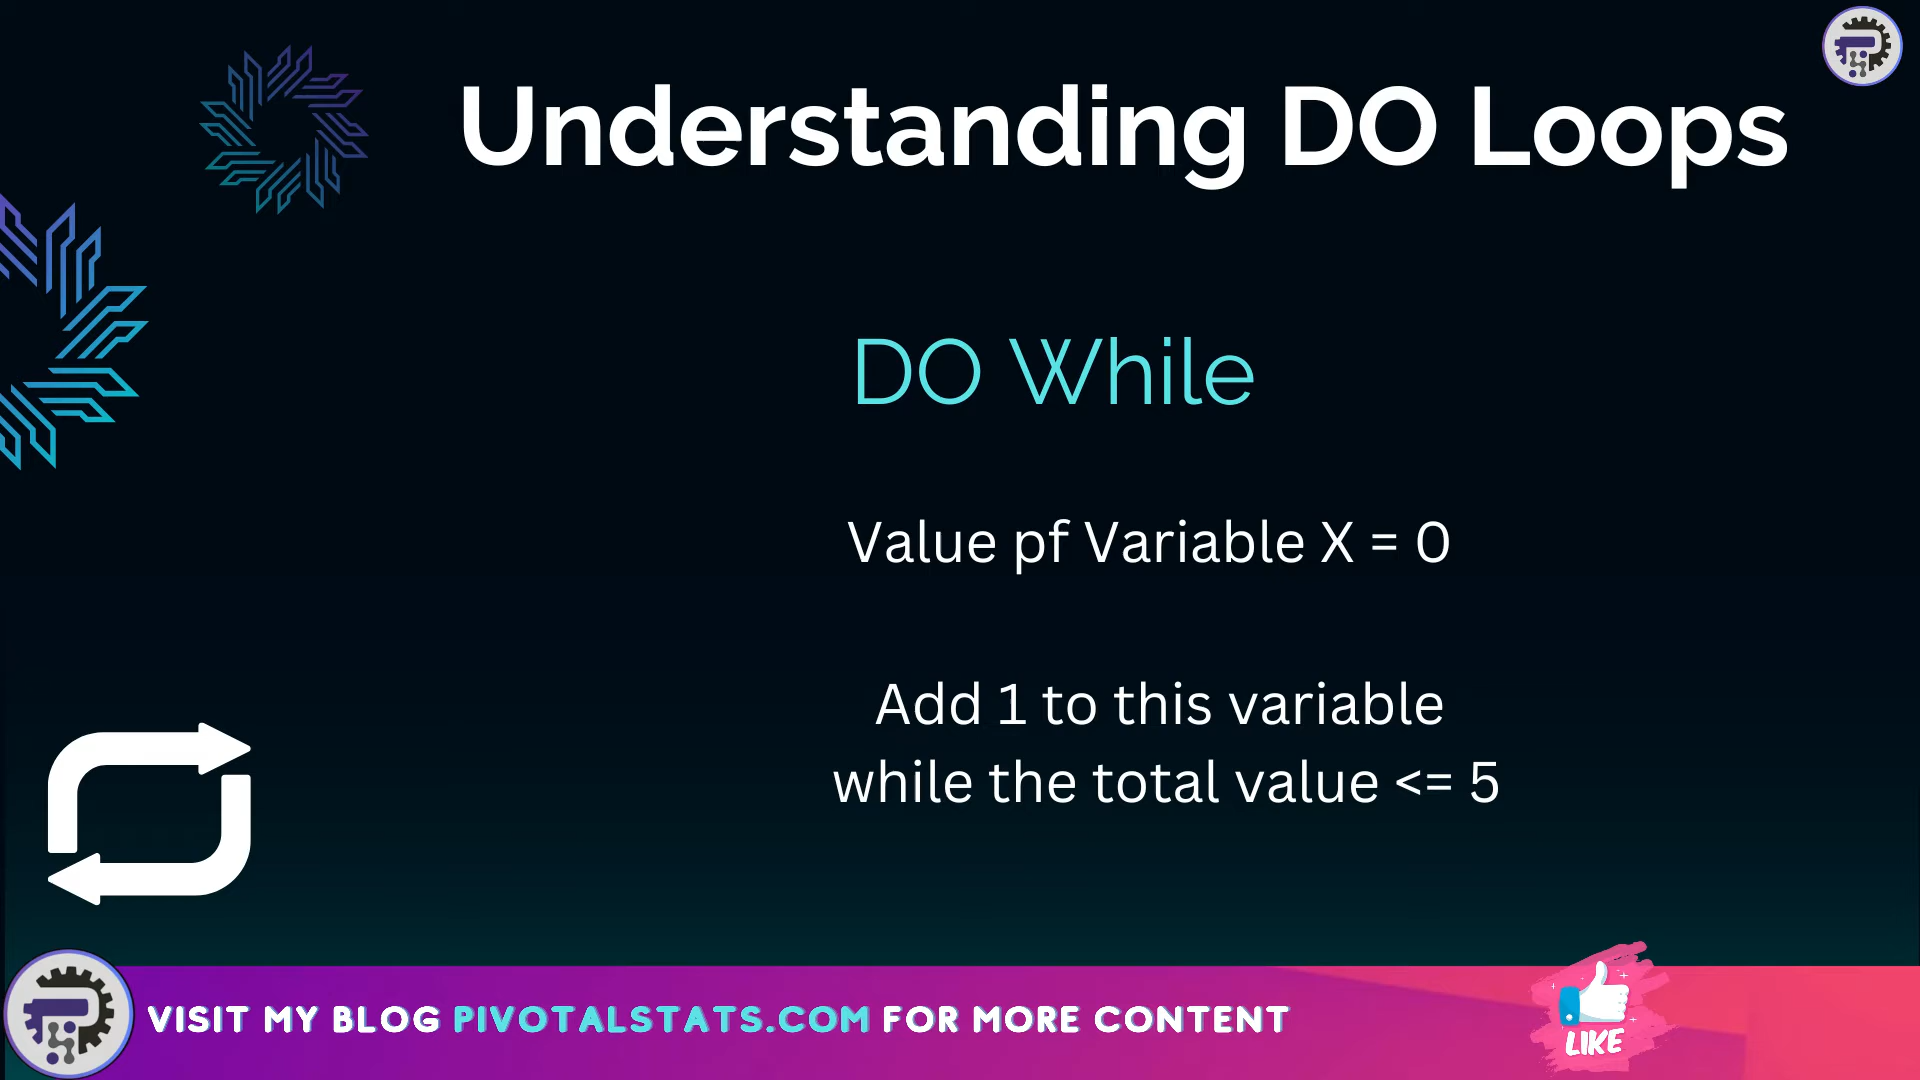 Understanding DO Loops
DO While
Value pf Variable X = 0
Add 1 to this variable
while the total value <= 5
VISIT MY BLOG PIVOTALSTATS.COM FOR MORE CONTENT
LIKE